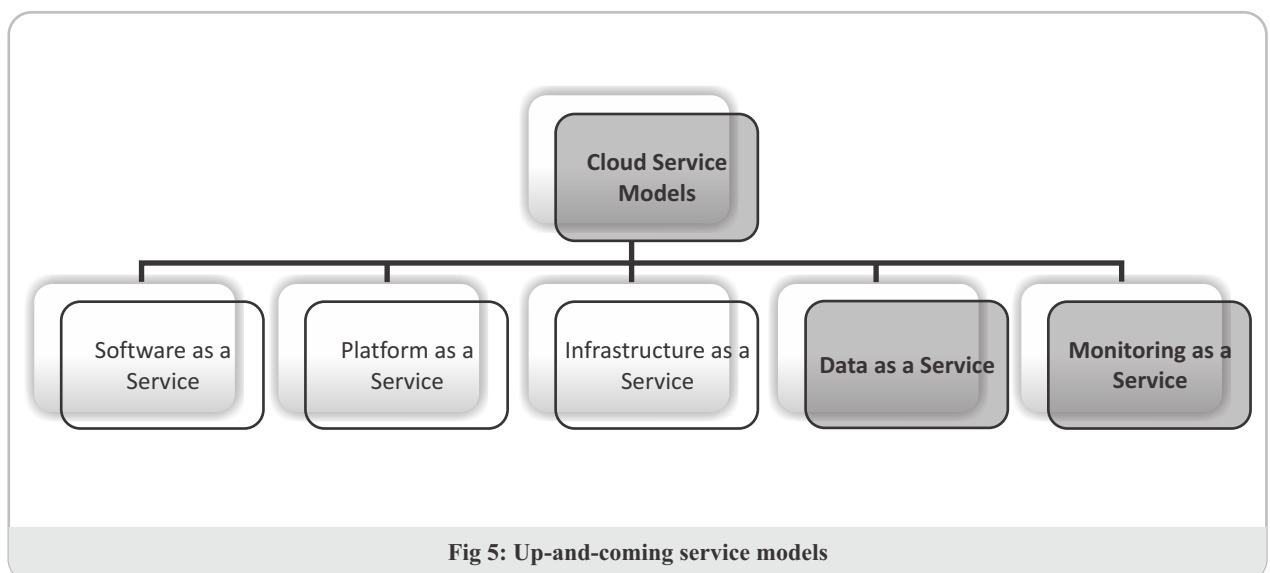 Cloud Service
Models
Software as a
Service
Platform as a
Service
Infrastructure as a
Service
Data as a Service
Monitoring as a
Service
Fig 5: Up-and-coming service models